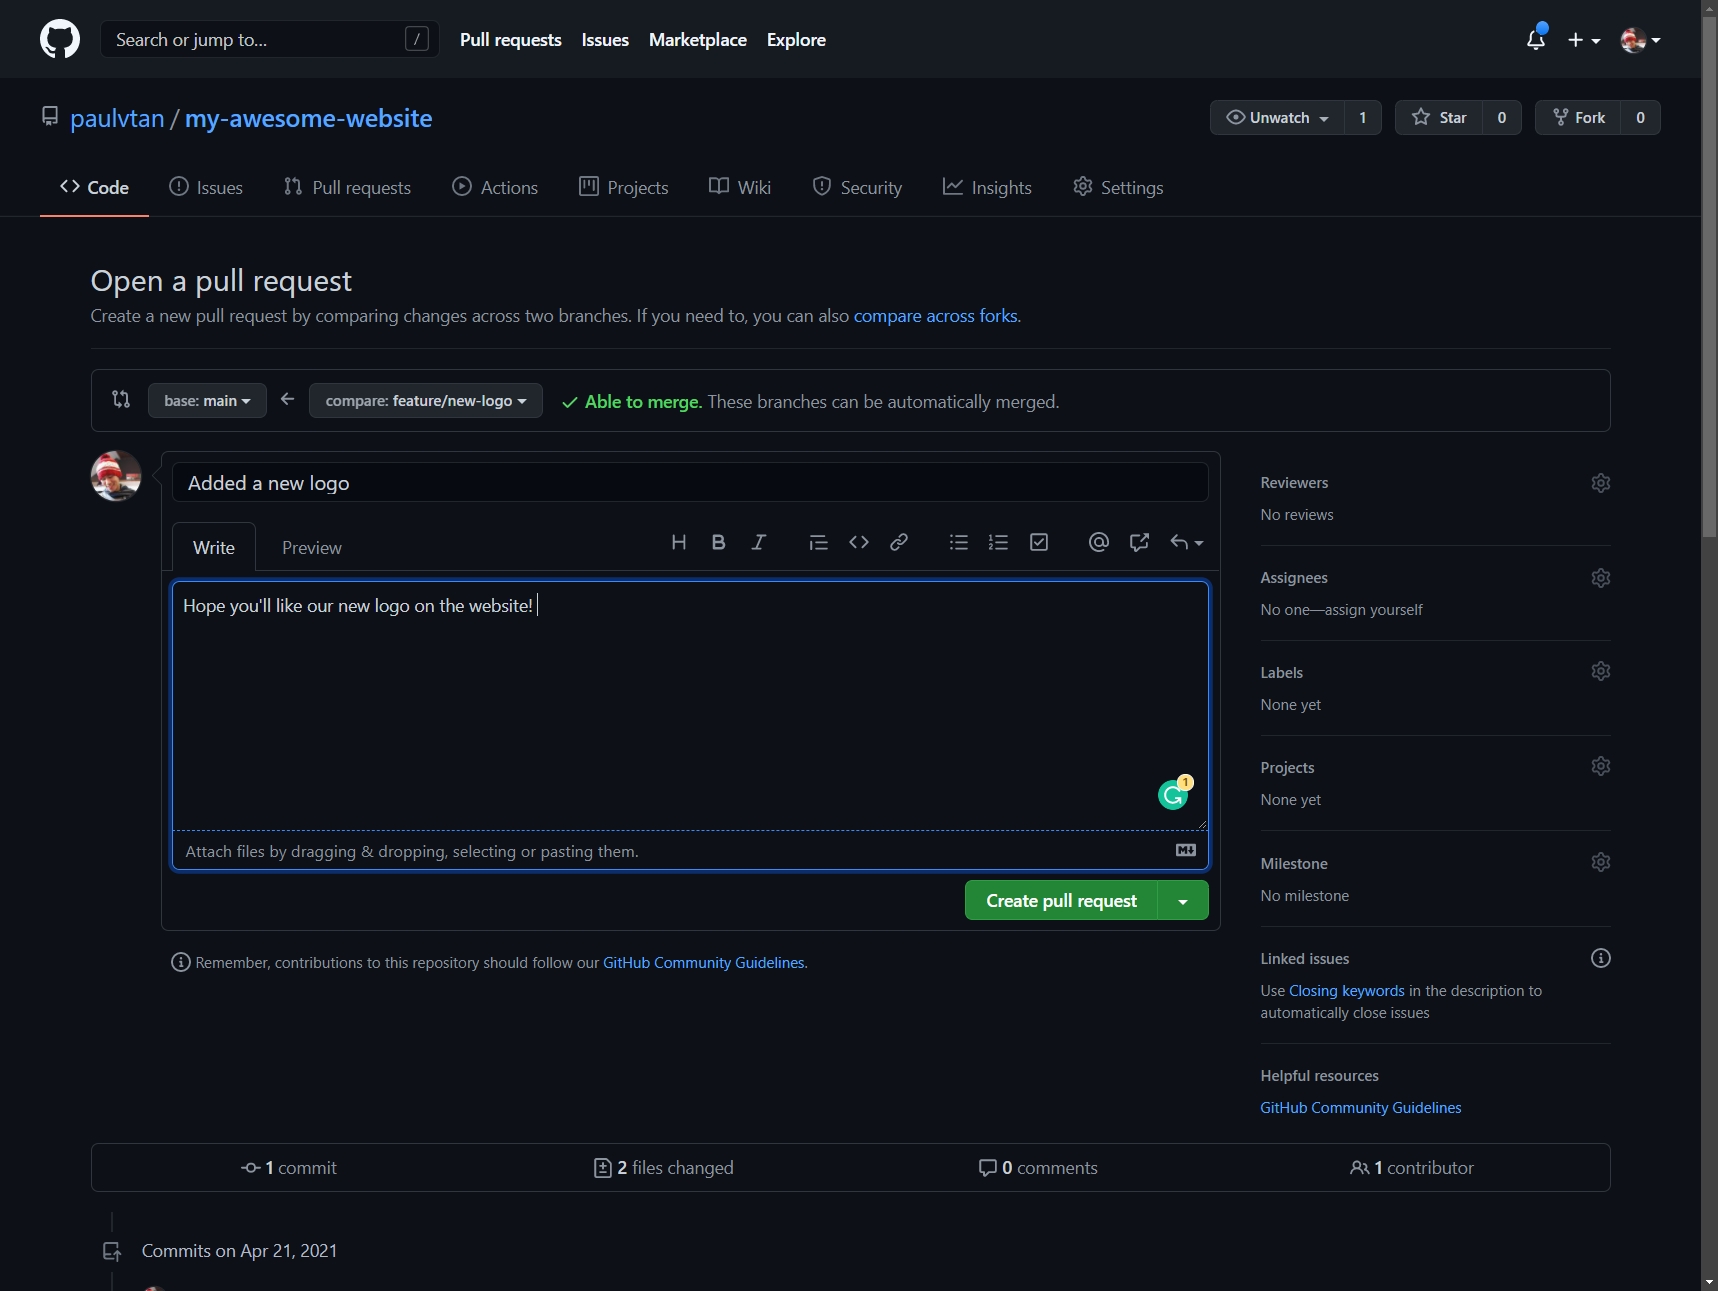 Search or jump to... /
Pull requests Issues Marketplace Explore
paulvtan / my-awesome-website
Unwatch 1 Star 0 Fork 0
Code Issues Pull requests Actions Projects Wiki Security Insights Settings
Open a pull request
Create a new pull request by comparing changes across two branches. If you need to, you can also compare across forks.
base: main compare: feature/new-logo Able to merge. These branches can be automatically merged.
Added a new logo
Write Preview
Hope you'll like our new logo on the website!
1
Attach files by dragging & dropping, selecting or pasting them.
Create pull request
Remember, contributions to this repository should follow our GitHub Community Guidelines.
Reviewers
No reviews
Assignees
No one—assign yourself
Labels
None yet
Projects
None yet
Milestone
No milestone
Linked issues
Use Closing keywords in the description to
automatically close issues
Helpful resources
GitHub Community Guidelines
1 commit 2 files changed 0 comments 1 contributor
Commits on Apr 21, 2021